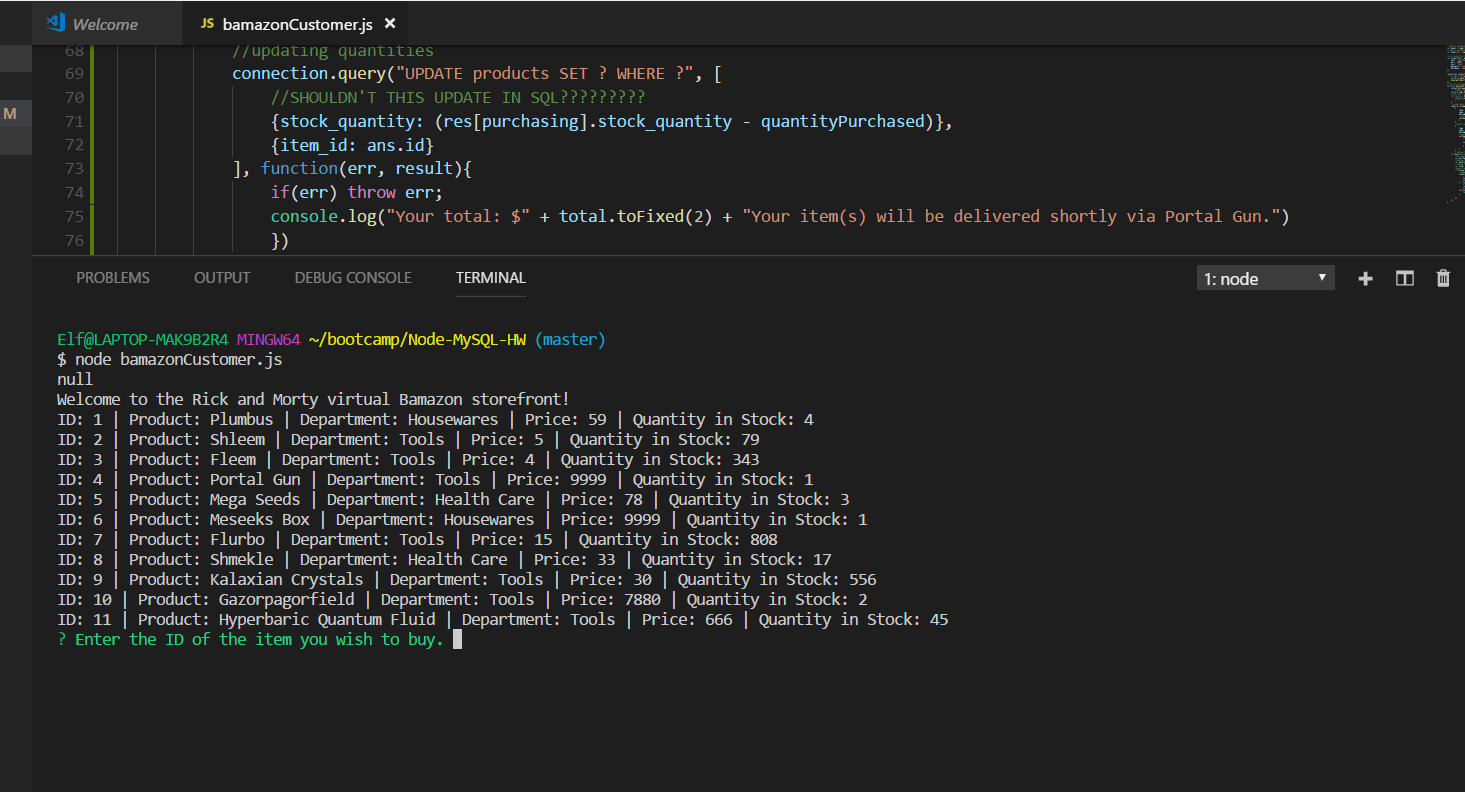 Welcome
JS bamazonCustomer.js ×
68 //updating quantities
69 connection.query("UPDATE products SET ? WHERE ?", [
70 //SHOULDN'T THIS UPDATE IN SQL?????????
71 {stock_quantity: (res[purchasing].stock_quantity - quantityPurchased)},
72 {item_id: ans.id}
M
73 ], function(err, result){
74 if(err) throw err;
75 console.log("Your total: $" + total.toFixed(2) + "Your item(s) will be delivered shortly via Portal Gun.")
76 })
PROBLEMS OUTPUT DEBUG CONSOLE TERMINAL 1: node
Elf@LAPTOP-MAK9B2R4 MINGW64 ~/bootcamp/Node-MySQL-HW (master)
$ node bamazonCustomer.js
null
Welcome to the Rick and Morty virtual Bamazon storefront!
ID: 1 | Product: Plumbus | Department: Housewares | Price: 59 | Quantity in Stock: 4
ID: 2 | Product: Shleem | Department: Tools | Price: 5 | Quantity in Stock: 79
ID: 3 | Product: Fleem | Department: Tools | Price: 4 | Quantity in Stock: 343
ID: 4 | Product: Portal Gun | Department: Tools | Price: 9999 | Quantity in Stock: 1
ID: 5 | Product: Mega Seeds | Department: Health Care | Price: 78 | Quantity in Stock: 3
ID: 6 | Product: Meseeks Box | Department: Housewares | Price: 9999 | Quantity in Stock: 1
ID: 7 | Product: Flurbo | Department: Tools | Price: 15 | Quantity in Stock: 808
ID: 8 | Product: Shmekle | Department: Health Care | Price: 33 | Quantity in Stock: 17
ID: 9 | Product: Kalaxian Crystals | Department: Tools | Price: 30 | Quantity in Stock: 556
ID: 10 | Product: Gazorpagorfield | Department: Tools | Price: 7880 | Quantity in Stock: 2
ID: 11 | Product: Hyperbaric Quantum Fluid | Department: Tools | Price: 666 | Quantity in Stock: 45
? Enter the ID of the item you wish to buy.